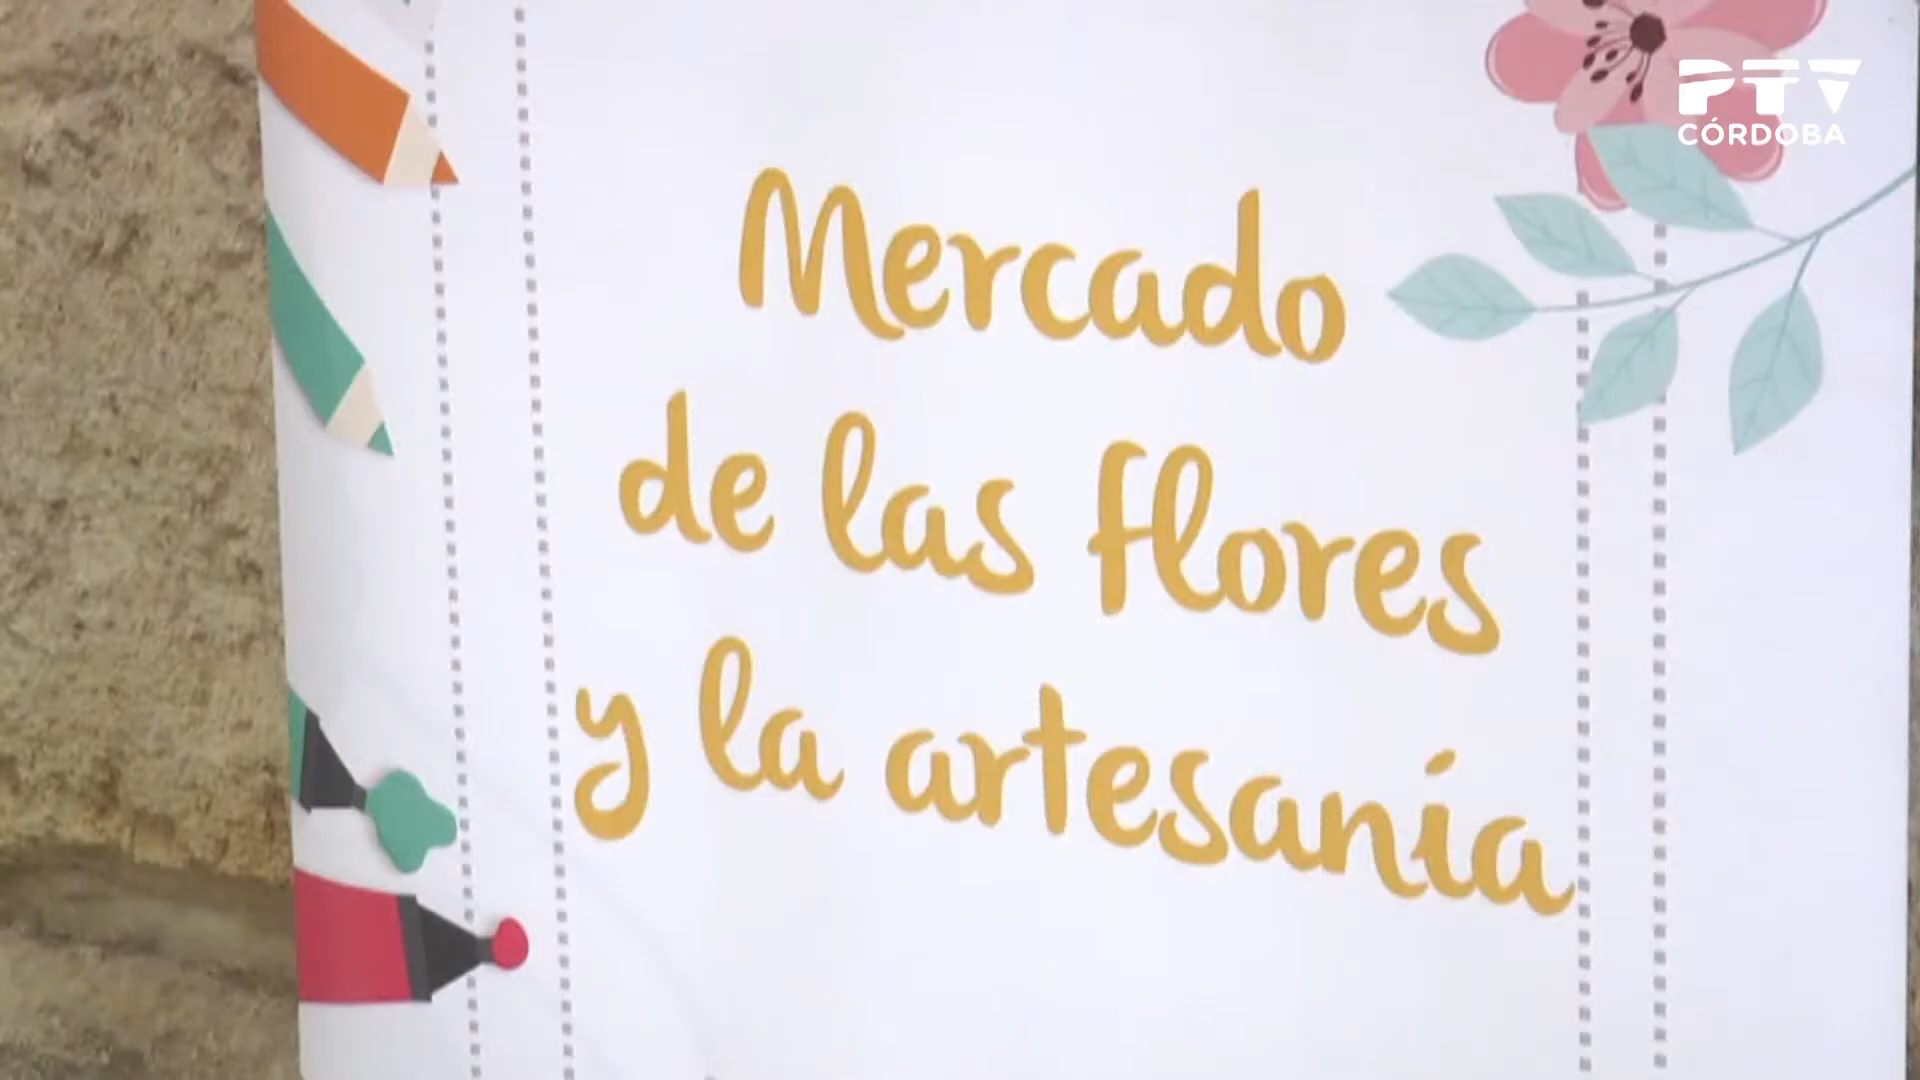 PTV
CÓRDOBA
Mercado
de las flores
y la artesanía